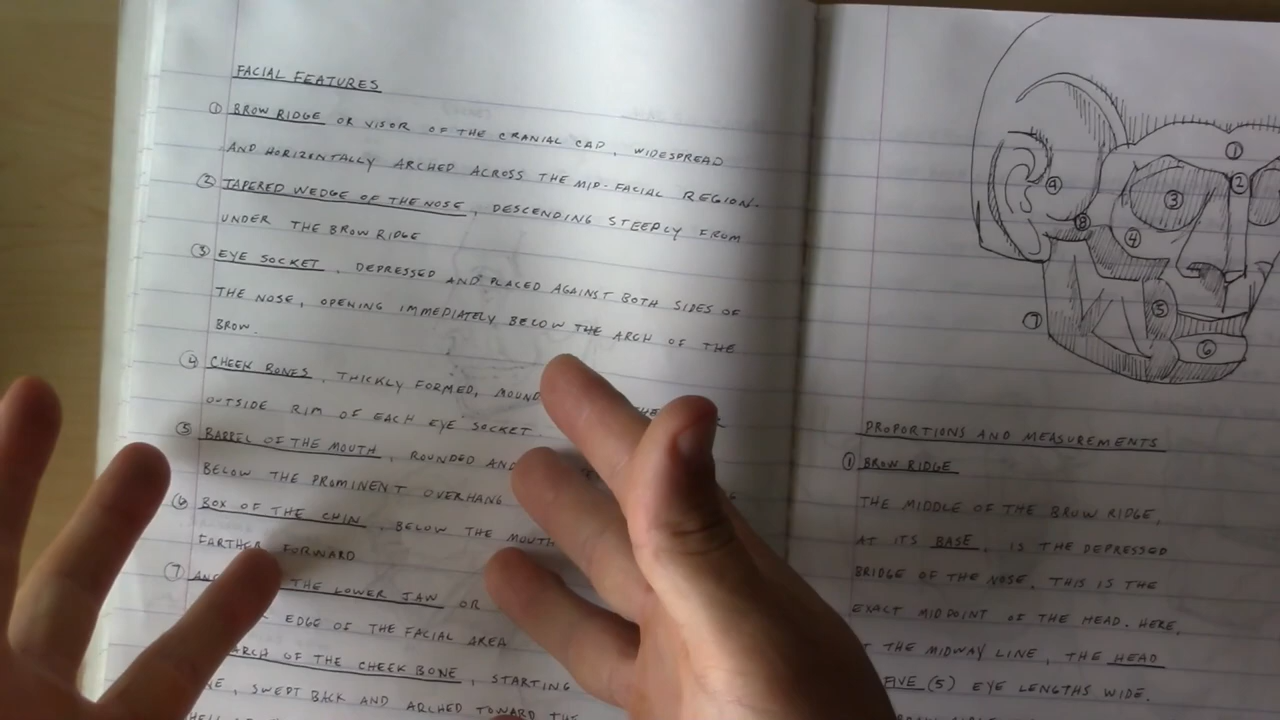 FACIAL FEATURES
① BROW RIDGE OR VISOR OF THE CRANIAL CAP, WIDESPREAD
AND HORIZONTALLY ARCHED ACROSS THE MID-FACIAL REGION.
② TAPERED WEDGE OF THE NOSE, DESCENDING STEEPLY FROM
UNDER THE BROW RIDGE
③ EYE SOCKET, DEPRESSED AND PLACED AGAINST BOTH SIDES OF
THE NOSE, OPENING IMMEDIATELY BELOW THE ARCH OF THE
BROW.
④ CHEEK BONES, THICKLY FORMED,
OUTSIDE RIM OF EACH EYE SOCKET.
⑤ BARREL OF THE MOUTH, ROUNDED AND
BELOW THE PROMINENT OVERHANG
⑥ BOX OF THE CHIN, BELOW THE MOUTH
FARTHER FORWARD
⑦ THE LOWER JAW OR
EDGE OF THE FACIAL AREA
ARCH OF THE CHEEK BONE, STARTING
SWEPT BACK AND ARCHED TOWARD THE
①
②
③
④
⑨
⑧
⑤
⑦
⑥
PROPORTIONS AND MEASUREMENTS
① BROW RIDGE
THE MIDDLE OF THE BROW RIDGE,
AT ITS BASE, IS THE DEPRESSED
BRIDGE OF THE NOSE. THIS IS THE
EXACT MIDPOINT OF THE HEAD. HERE,
THE MIDWAY LINE, THE HEAD
FIVE (5) EYE LENGTHS WIDE.